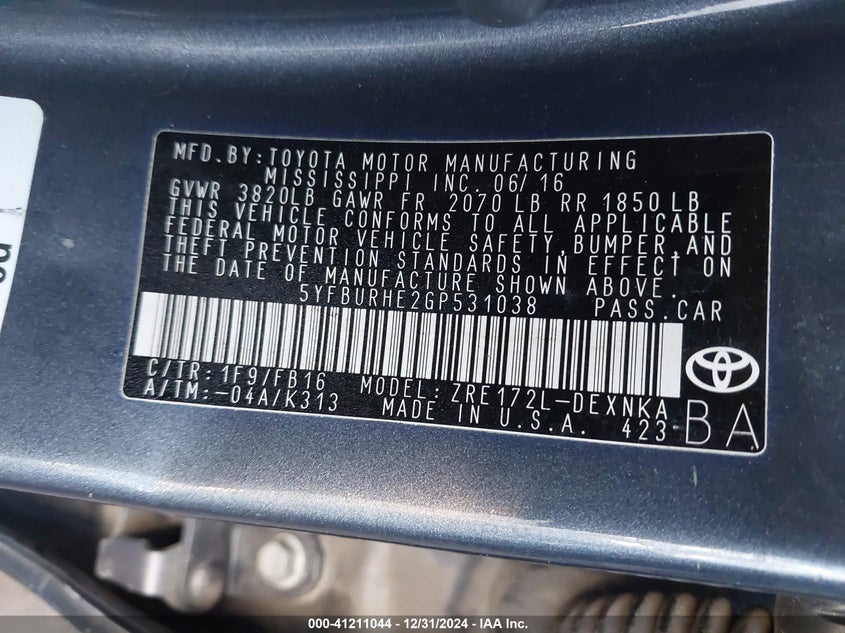 MFD.BY:TOYOTA MOTOR MANUFACTURING
MISSISSIPPI INC. 06/16
GVWR 3820LB GAWR FR 2070 LB RR 1850 LB
THIS VEHICLE CONFORMS TO ALL APPLICABLE
FEDERAL MOTOR VEHICLE SAFETY,BUMPER,AND
THEFT PREVENTION STANDARDS IN EFFECT ON
THE DATE OF MANUFACTURE SHOWN ABOVE.
5YFBURHE2GP531038 PASS.CAR
C/TR: 1F9/FB16 MODEL: ZRE172L-DEXNKA
A/TM:-04A/K313 MADE IN U.S.A. 423
BA
000-41211044 - 12/31/2024 - IAA Inc.